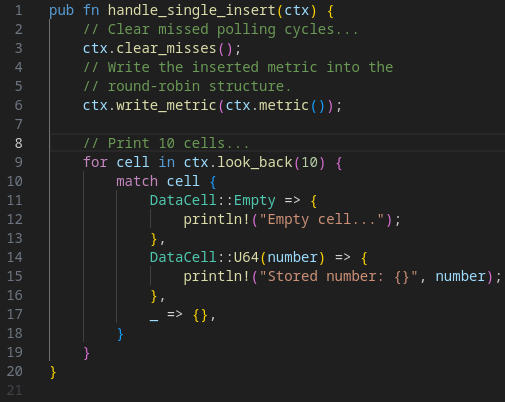 1 pub fn handle_single_insert(ctx) {
2     // Clear missed polling cycles...
3     ctx.clear_misses();
4     // Write the inserted metric into the
5     // round-robin structure.
6     ctx.write_metric(ctx.metric());
7
8     // Print 10 cells...
9     for cell in ctx.look_back(10) {
10         match cell {
11             DataCell::Empty => {
12                 println!("Empty cell...");
13             },
14             DataCell::U64(number) => {
15                 println!("Stored number: {}", number);
16             },
17             _ => {},
18         }
19     }
20 }
21